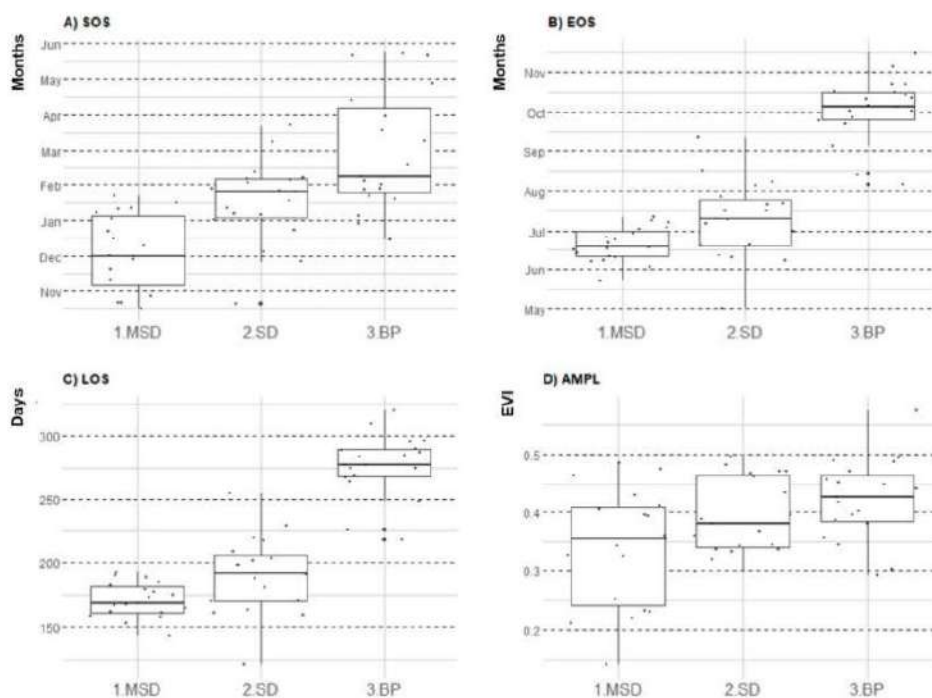 A) SOS
Months
Jun
May
Apr
Mar
Feb
Jan
Dec
Nov
1.MSD 2.SD 3.BP
B) EOS
Months
Nov
Oct
Sep
Aug
Jul
Jun
May
1.MSD 2.SD 3.BP
C) LOS
Days
300
250
200
150
1.MSD 2.SD 3.BP
D) AMPL
EVI
0.5
0.4
0.3
0.2
1.MSD 2.SD 3.BP